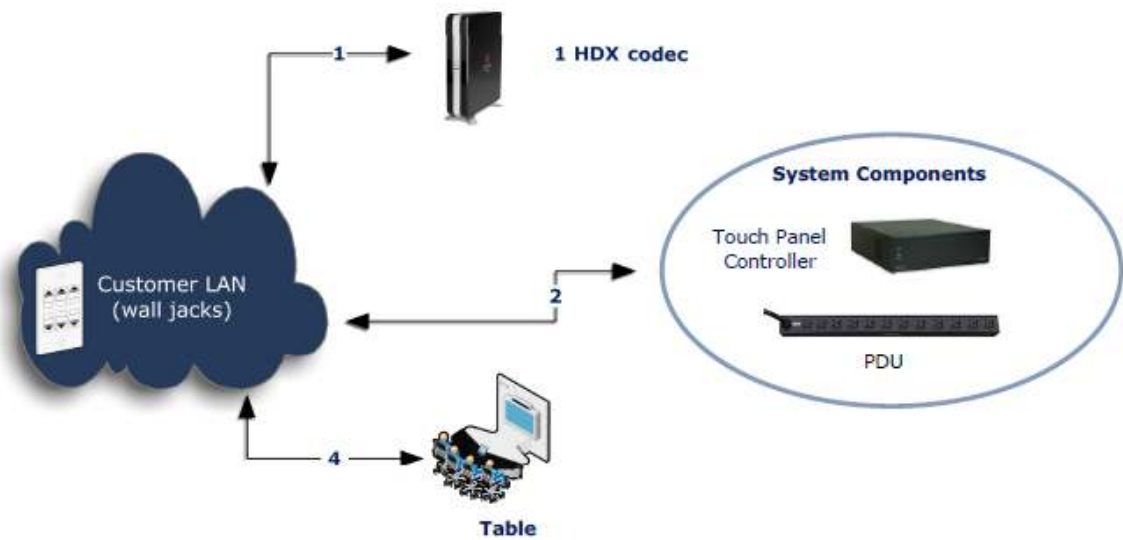 1
1 HDX codec
System Components
Touch Panel
Controller
Customer LAN
(wall jacks)
2
PDU
4
Table